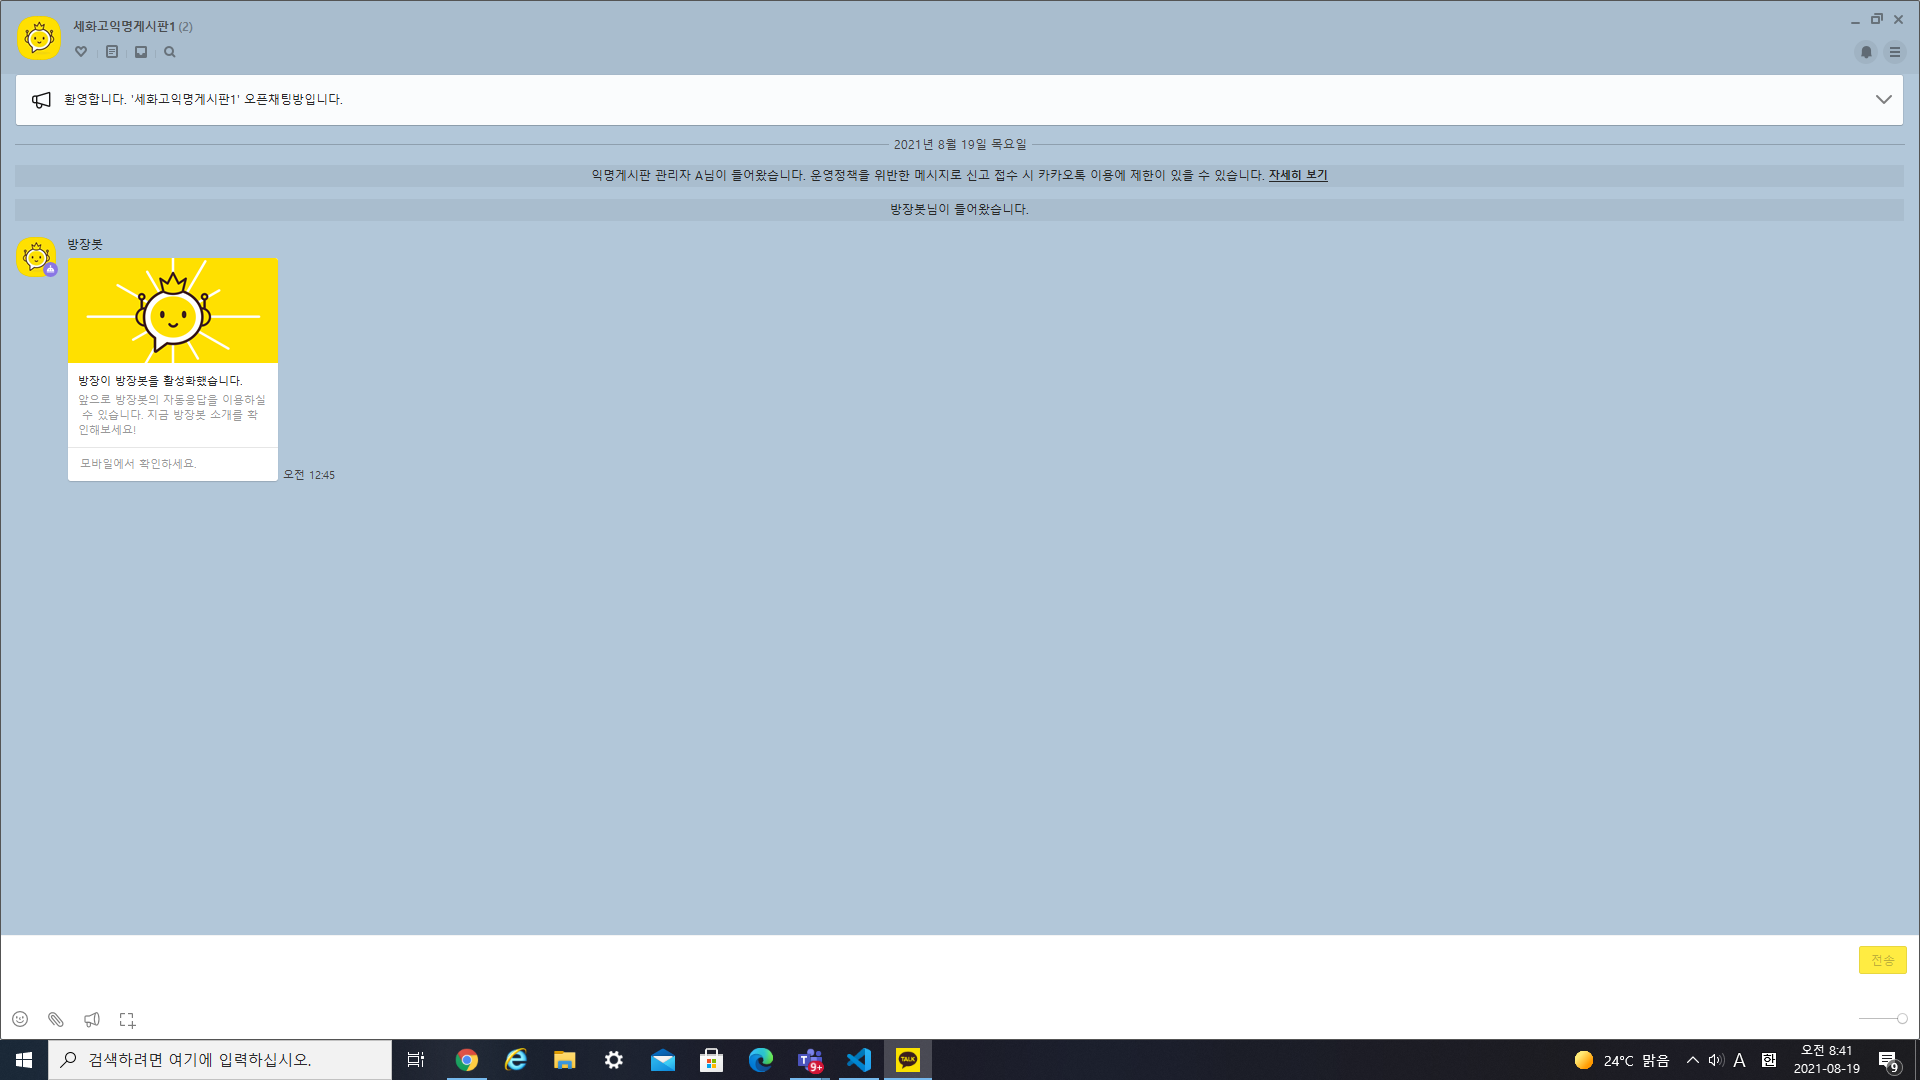 세화고익명게시판1 (2)
환영합니다. '세화고익명게시판1' 오픈채팅방입니다.
2021년 8월 19일 목요일
익명게시판 관리자 A님이 들어왔습니다. 운영정책을 위반한 메시지로 신고 접수 시 카카오톡 이용에 제한이 있을 수 있습니다. 자세히 보기
방장봇님이 들어왔습니다.
방장봇
방장이 방장봇을 활성화했습니다.
앞으로 방장봇의 자동응답을 이용하실
수 있습니다. 지금 방장봇 소개를 확
인해보세요!
모바일에서 확인하세요.
오전 12:45
전송
검색하려면 여기에 입력하십시오.
T
9+
TALK
24°C 맑음
A
한
오전 8:41
2021-08-19
9